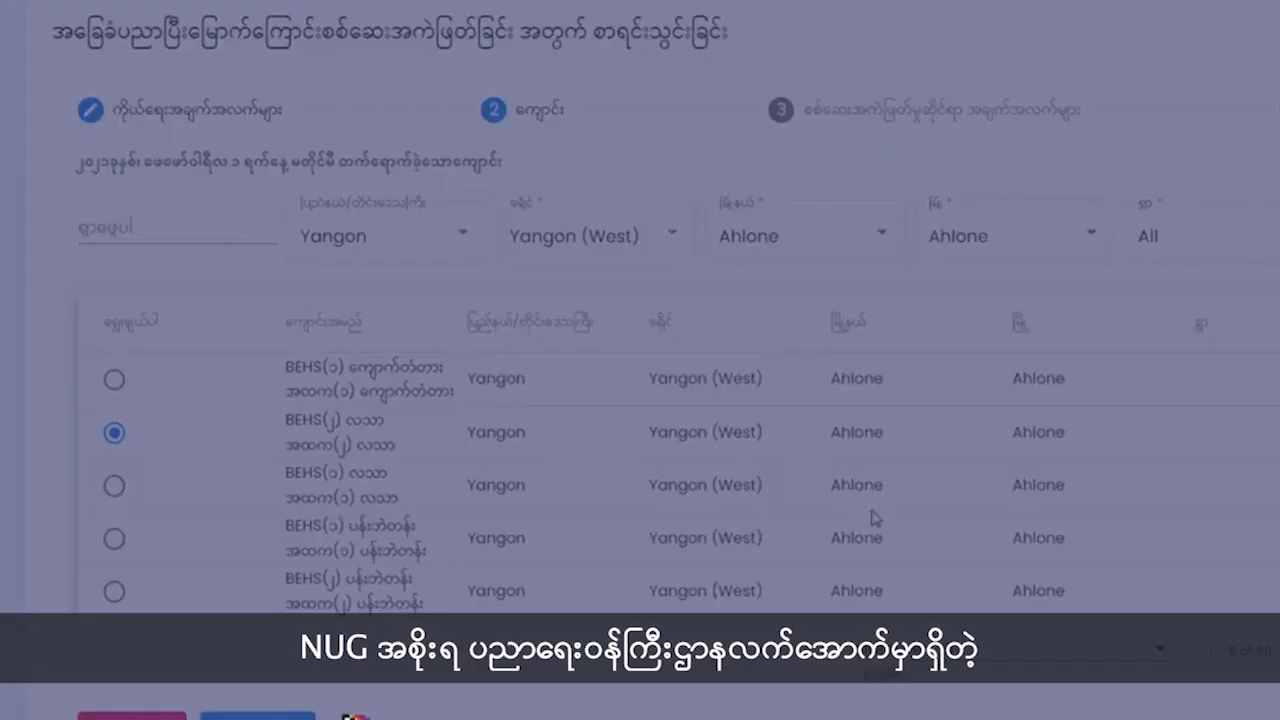 အခြေခံပညာပြီးမြောက်ကြောင်းစစ်ဆေးအကဲဖြတ်ခြင်း အတွက် စာရင်းသွင်းခြင်း
ကိုယ်ရေးအချက်အလက်များ 2 ကျောင်း 3 စစ်ဆေးအကဲဖြတ်မှုဆိုင်ရာ အချက်အလက်များ
၂၀၂၁ခုနှစ်၊ ဖေဖော်ဝါရီလ ၁ ရက်နေ့ မတိုင်မီ တက်ရောက်ခဲ့သောကျောင်း
ပြည်နယ်/တိုင်းဒေသကြီး ခရိုင် * မြို့နယ် * မြို့ * ရွာ *
ရှာဖွေပါ Yangon Yangon (West) Ahlone Ahlone All
ရွေးချယ်ပါ ကျောင်းအမည် ပြည်နယ်/တိုင်းဒေသကြီး ခရိုင် မြို့နယ် မြို့ ရွာ
BEHS(၁) ကျောက်တံတား
အထက(၁) ကျောက်တံတား Yangon Yangon (West) Ahlone Ahlone
BEHS(၂) လသာ
အထက(၂) လသာ Yangon Yangon (West) Ahlone Ahlone
BEHS(၁) လသာ
အထက(၁) လသာ Yangon Yangon (West) Ahlone Ahlone
BEHS(၁) ပန်းဘဲတန်း
အထက(၁) ပန်းဘဲတန်း Yangon Yangon (West) Ahlone Ahlone
BEHS(၂) ပန်းဘဲတန်း
အထက(၂) ပန်းဘဲတန်း Yangon Yangon (West) Ahlone Ahlone
NUG အစိုးရ ပညာရေးဝန်ကြီးဌာနလက်အောက်မှာရှိတဲ့